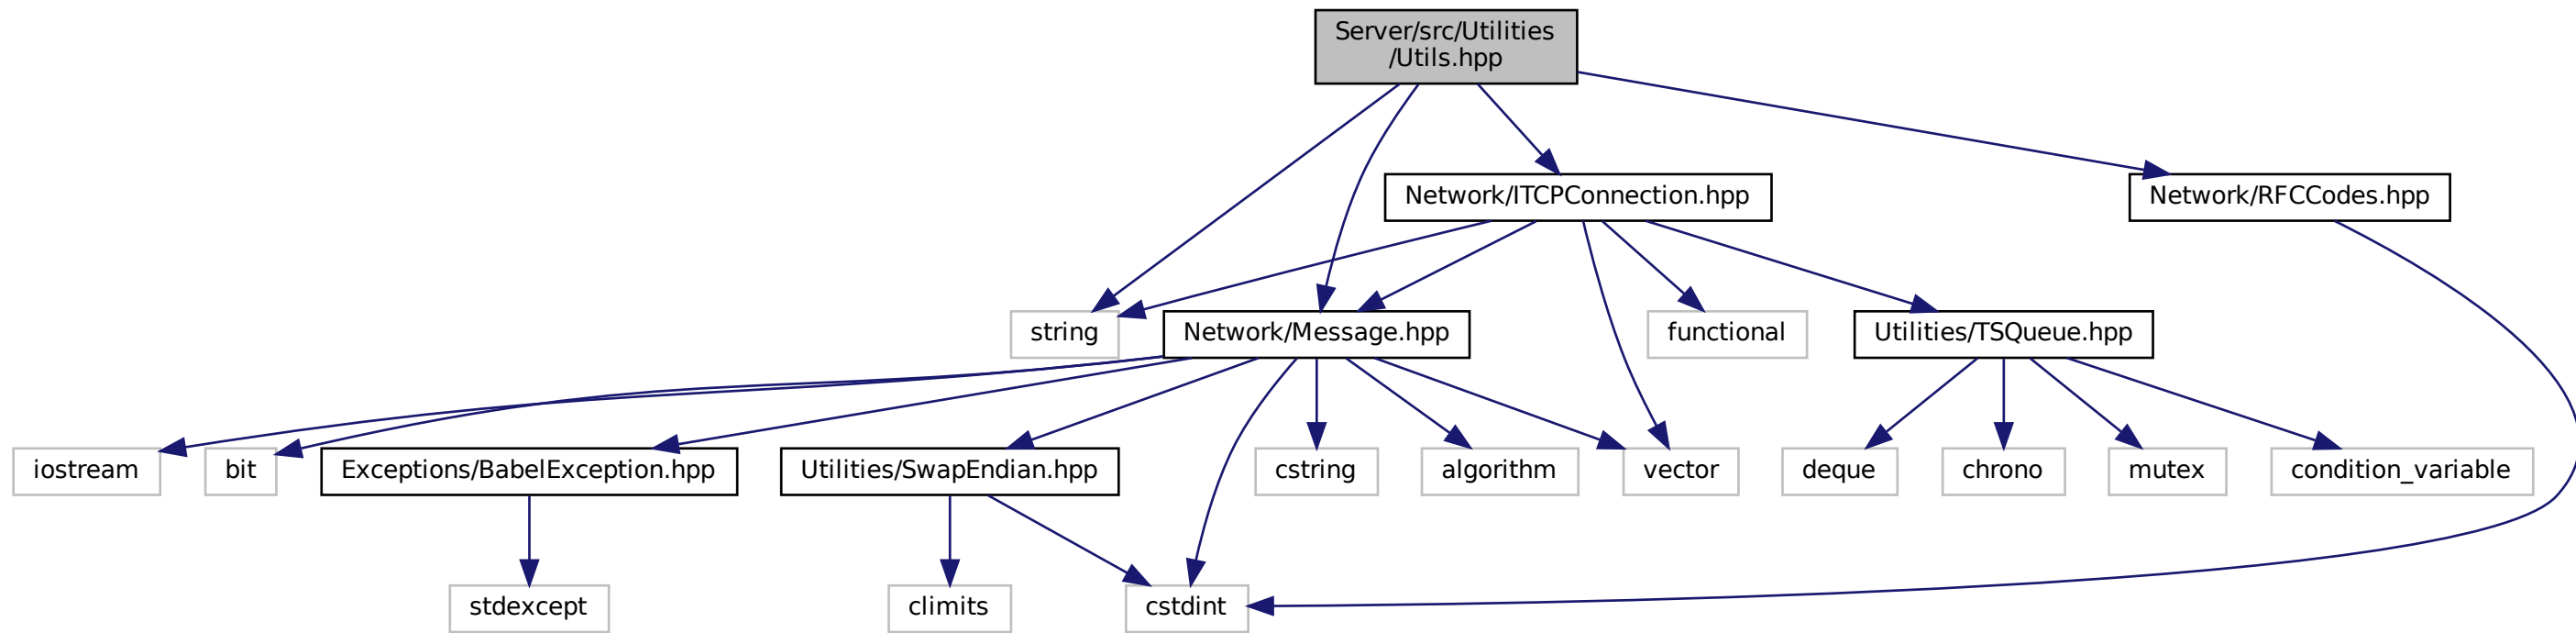 Server/src/Utilities
/Utils.hpp
Network/ITCPConnection.hpp
Network/RFCCodes.hpp
string
Network/Message.hpp
functional
Utilities/TSQueue.hpp
iostream
bit
Exceptions/BabelException.hpp
Utilities/SwapEndian.hpp
cstring
algorithm
vector
deque
chrono
mutex
condition_variable
stdexcept
climits
cstdint